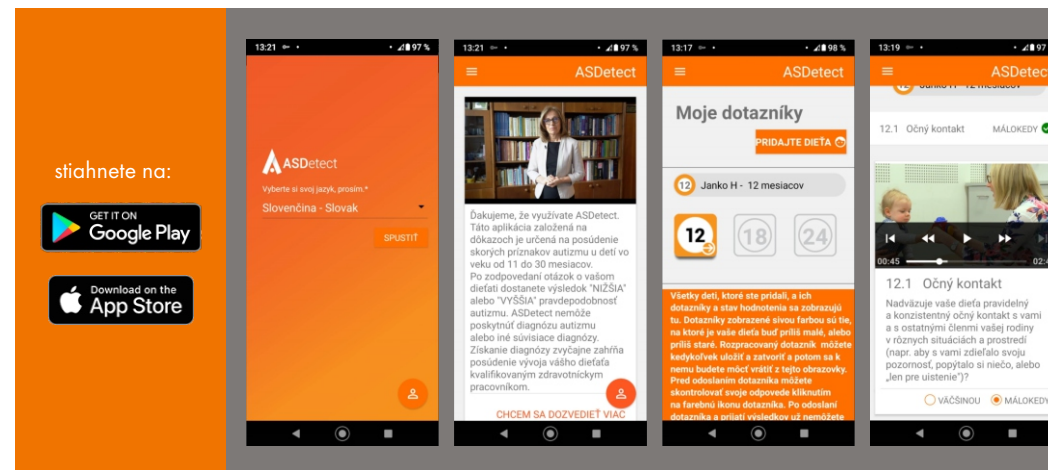 stiahnete na:
GET IT ON
Google Play
Download on the
App Store
13:21
97 %
ASDetect
Vyberte si svoj jazyk, prosím.*
Slovenčina - Slovak
SPUSTIŤ
13:21
97 %
ASDetect
Ďakujeme, že využívate ASDetect.
Táto aplikácia založená na
dôkazoch je určená na posúdenie
skorých príznakov autizmu u detí vo
veku od 11 do 30 mesiacov.
Po zodpovedaní otázok o vašom
dieťati dostanete výsledok "NIŽŠIA"
alebo "VYŠŠIA" pravdepodobnosť
autizmu. ASDetect nemôže
poskytnúť diagnózu autizmu
alebo iné súvisiace diagnózy.
Získanie diagnózy zvyčajne zahŕňa
posúdenie vývoja vášho dieťaťa
kvalifikovaným zdravotníckym
pracovníkom.
CHCEM SA DOZVEDIEŤ VIAC
13:17
98 %
ASDetect
Moje dotazníky
PRIDAJTE DIEŤA
12 Janko H - 12 mesiacov
12 18 24
Všetky deti, ktoré ste pridali, a ich
dotazníky a stav hodnotenia sa zobrazujú
tu. Dotazníky zobrazené sivou farbou sú tie,
na ktoré je vaše dieťa buď príliš malé, alebo
príliš staré. Rozpracovaný dotazník môžete
kedykoľvek uložiť a zatvoriť a potom sa k
nemu budete môcť vrátiť z tejto obrazovky.
Pred odoslaním dotazníka môžete
skontrolovať svoje odpovede kliknutím
na farebnú ikonu dotazníka. Po odoslaní
dotazníka a prijatí výsledkov už nemôžete
13:19
97
ASDetect
12 Janko H - 12 mesiacov
12.1 Očný kontakt MÁLOKEDY
00:45
02:4
12.1 Očný kontakt
Nadväzuje vaše dieťa pravidelný
a konzistentný očný kontakt s vami
a s ostatnými členmi vašej rodiny
v rôznych situáciách a prostredí
(napr. aby s vami zdieľalo svoju
pozornosť, popýtalo si niečo, alebo
„len pre uistenie")?
VÄČŠINOU MÁLOKEDY